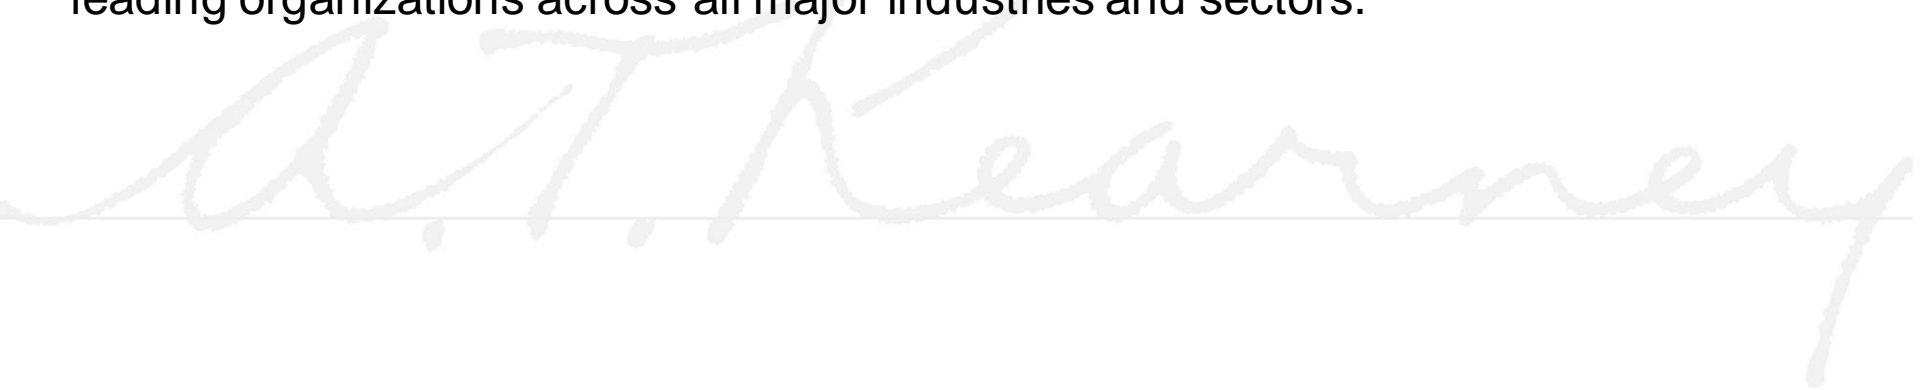 leading organizations across all major industries and sectors.
A.T. Kearney